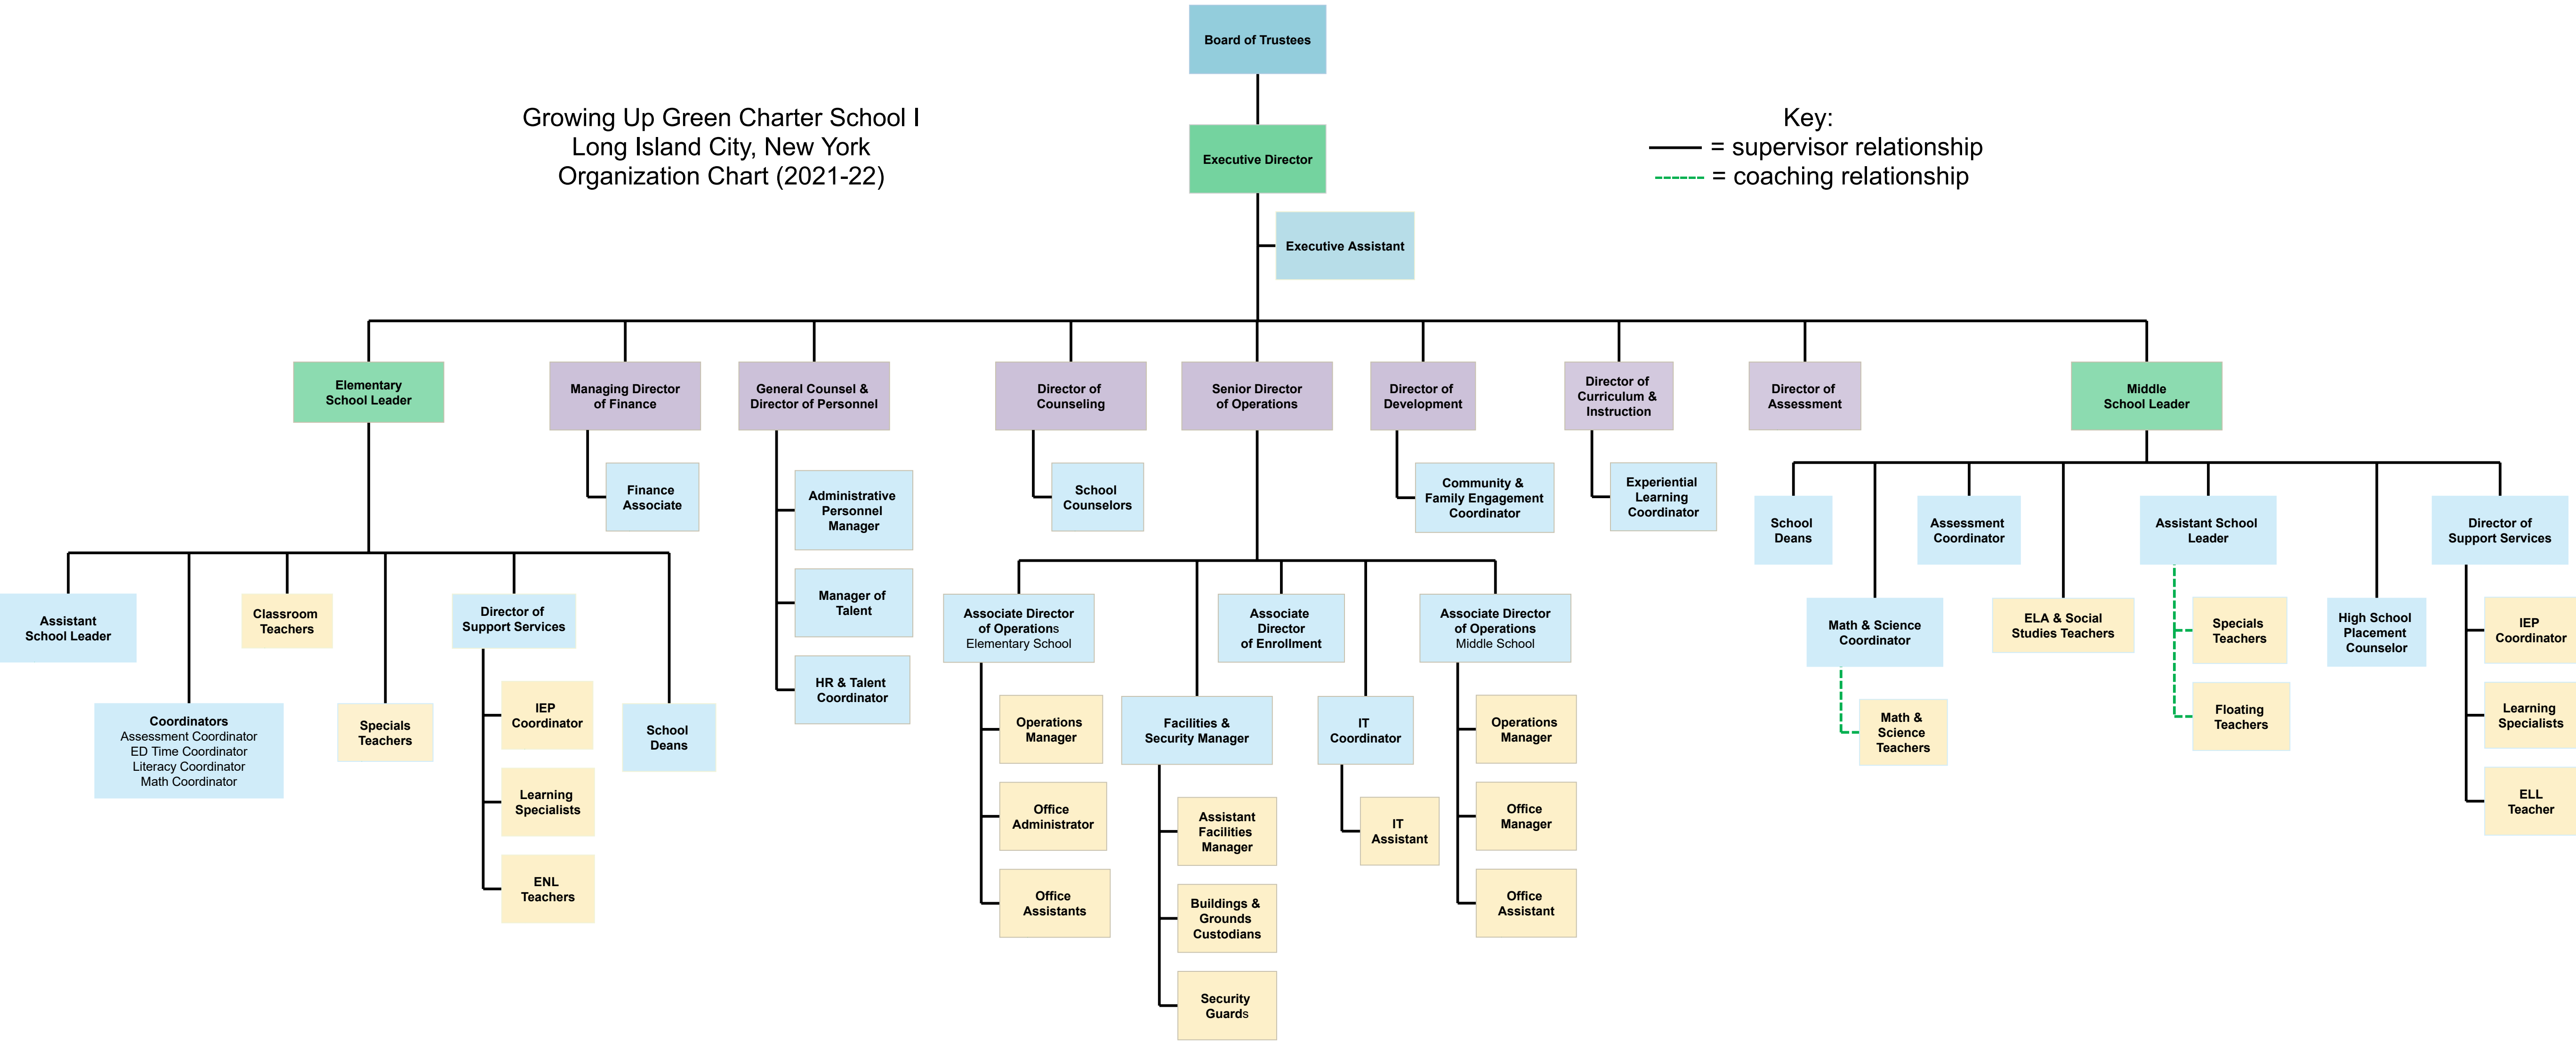 Board of Trustees
Growing Up Green Charter School I
Long Island City, New York
Organization Chart (2021-22)
Key:
= supervisor relationship
= coaching relationship
Executive Director
Executive Assistant
Elementary
School Leader
Managing Director
of Finance
General Counsel &
Director of Personnel
Director of
Counseling
Senior Director
of Operations
Director of
Development
Director of
Curriculum &
Instruction
Director of
Assessment
Middle
School Leader
Finance
Associate
Administrative
Personnel
Manager
Manager of
Talent
HR & Talent
Coordinator
School
Counselors
Community &
Family Engagement
Coordinator
Experiential
Learning
Coordinator
Assistant
School Leader
Coordinators
Assessment Coordinator
ED Time Coordinator
Literacy Coordinator
Math Coordinator
Classroom
Teachers
Specials
Teachers
Director of
Support Services
IEP
Coordinator
Learning
Specialists
ENL
Teachers
School
Deans
Associate Director
of Operations
Elementary School
Operations
Manager
Office
Administrator
Office
Assistants
Facilities &
Security Manager
Assistant
Facilities
Manager
Buildings &
Grounds
Custodians
Security
Guards
Associate
Director
of Enrollment
IT
Coordinator
IT
Assistant
Associate Director
of Operations
Middle School
Operations
Manager
Office
Manager
Office
Assistant
School
Deans
Math & Science
Coordinator
Math &
Science
Teachers
Assessment
Coordinator
ELA & Social
Studies Teachers
Assistant School
Leader
Specials
Teachers
Floating
Teachers
High School
Placement
Counselor
Director of
Support Services
IEP
Coordinator
Learning
Specialists
ELL
Teacher